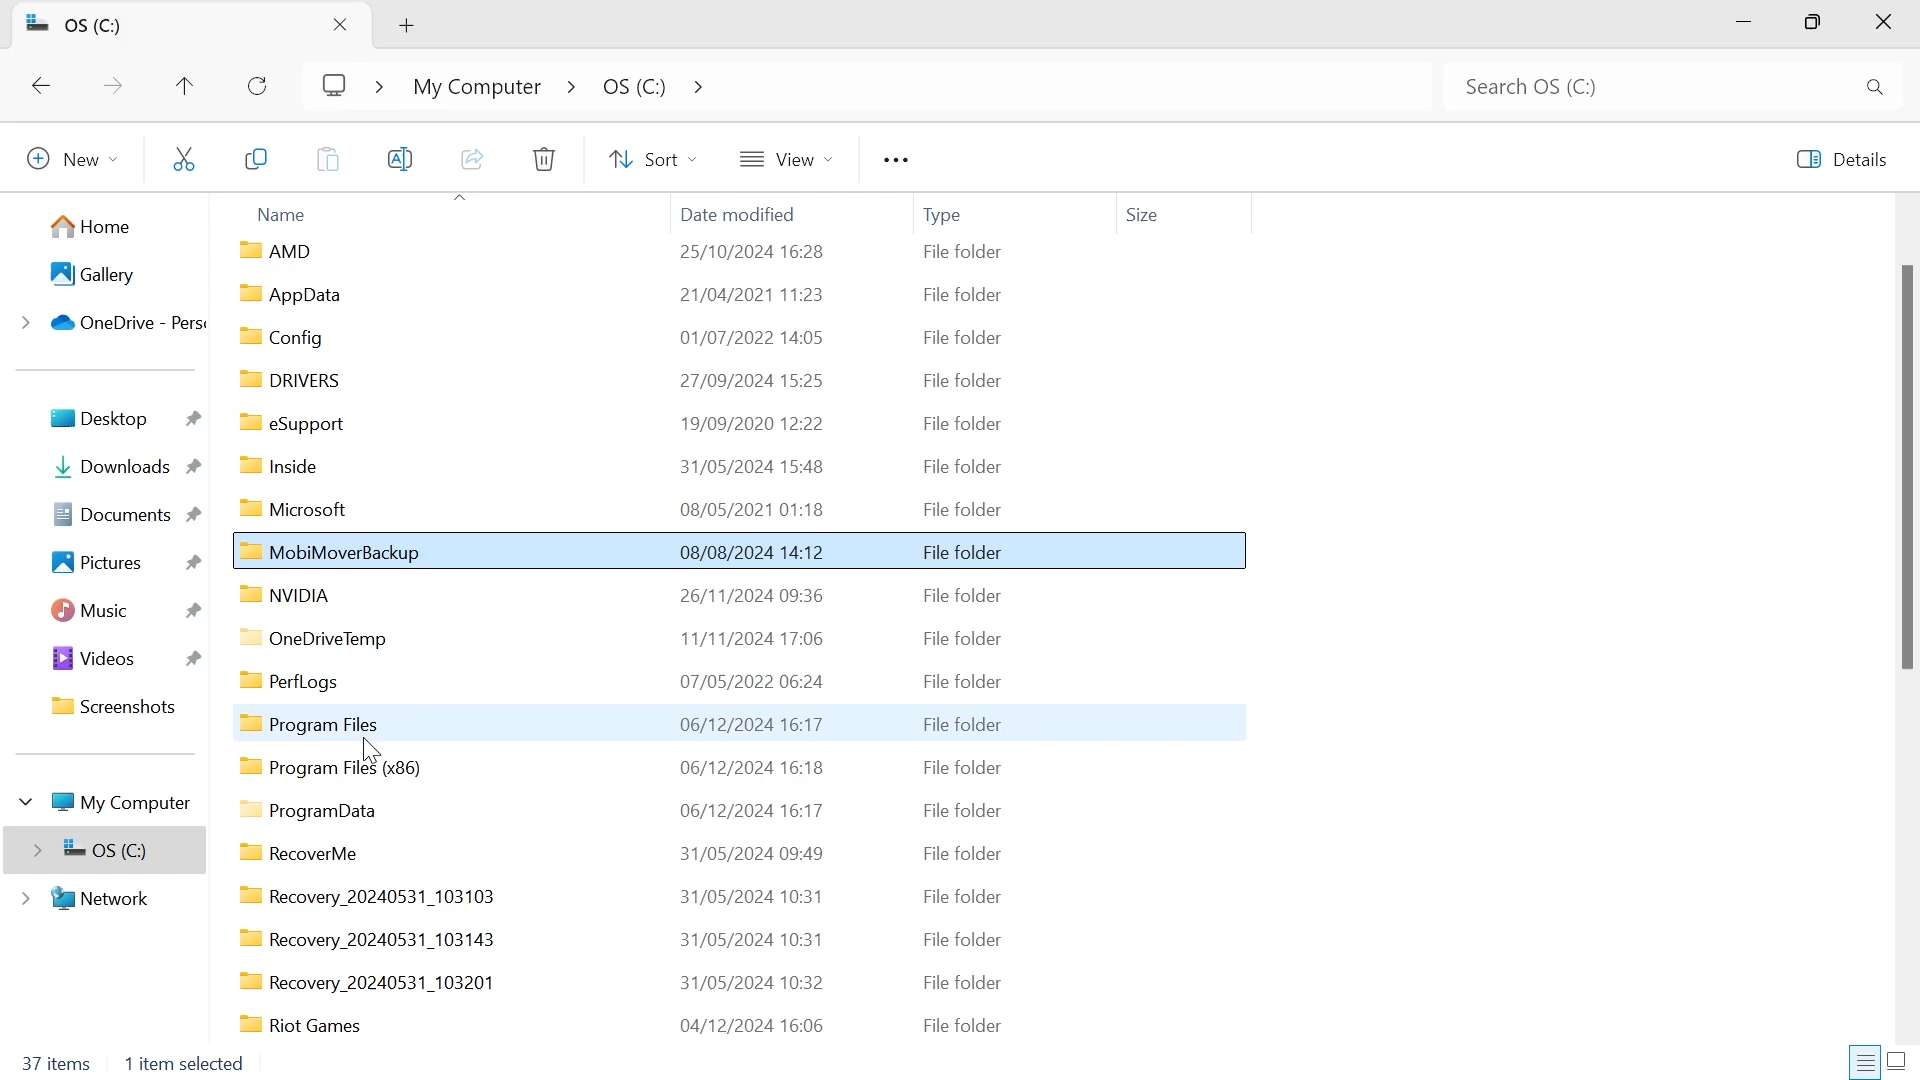 OS (C:)
My Computer OS (C:)
Search OS (C:)
New
Sort
View
Details
Name Date modified Type Size
Home
Gallery
OneDrive - Pers
Desktop
Downloads
Documents
Pictures
Music
Videos
Screenshots
My Computer
OS (C:)
Network
AMD 25/10/2024 16:28 File folder
AppData 21/04/2021 11:23 File folder
Config 01/07/2022 14:05 File folder
DRIVERS 27/09/2024 15:25 File folder
eSupport 19/09/2020 12:22 File folder
Inside 31/05/2024 15:48 File folder
Microsoft 08/05/2021 01:18 File folder
MobiMoverBackup 08/08/2024 14:12 File folder
NVIDIA 26/11/2024 09:36 File folder
OneDriveTemp 11/11/2024 17:06 File folder
PerfLogs 07/05/2022 06:24 File folder
Program Files 06/12/2024 16:17 File folder
Program Files (x86) 06/12/2024 16:18 File folder
ProgramData 06/12/2024 16:17 File folder
RecoverMe 31/05/2024 09:49 File folder
Recovery_20240531_103103 31/05/2024 10:31 File folder
Recovery_20240531_103143 31/05/2024 10:31 File folder
Recovery_20240531_103201 31/05/2024 10:32 File folder
Riot Games 04/12/2024 16:06 File folder
37 items 1 item selected